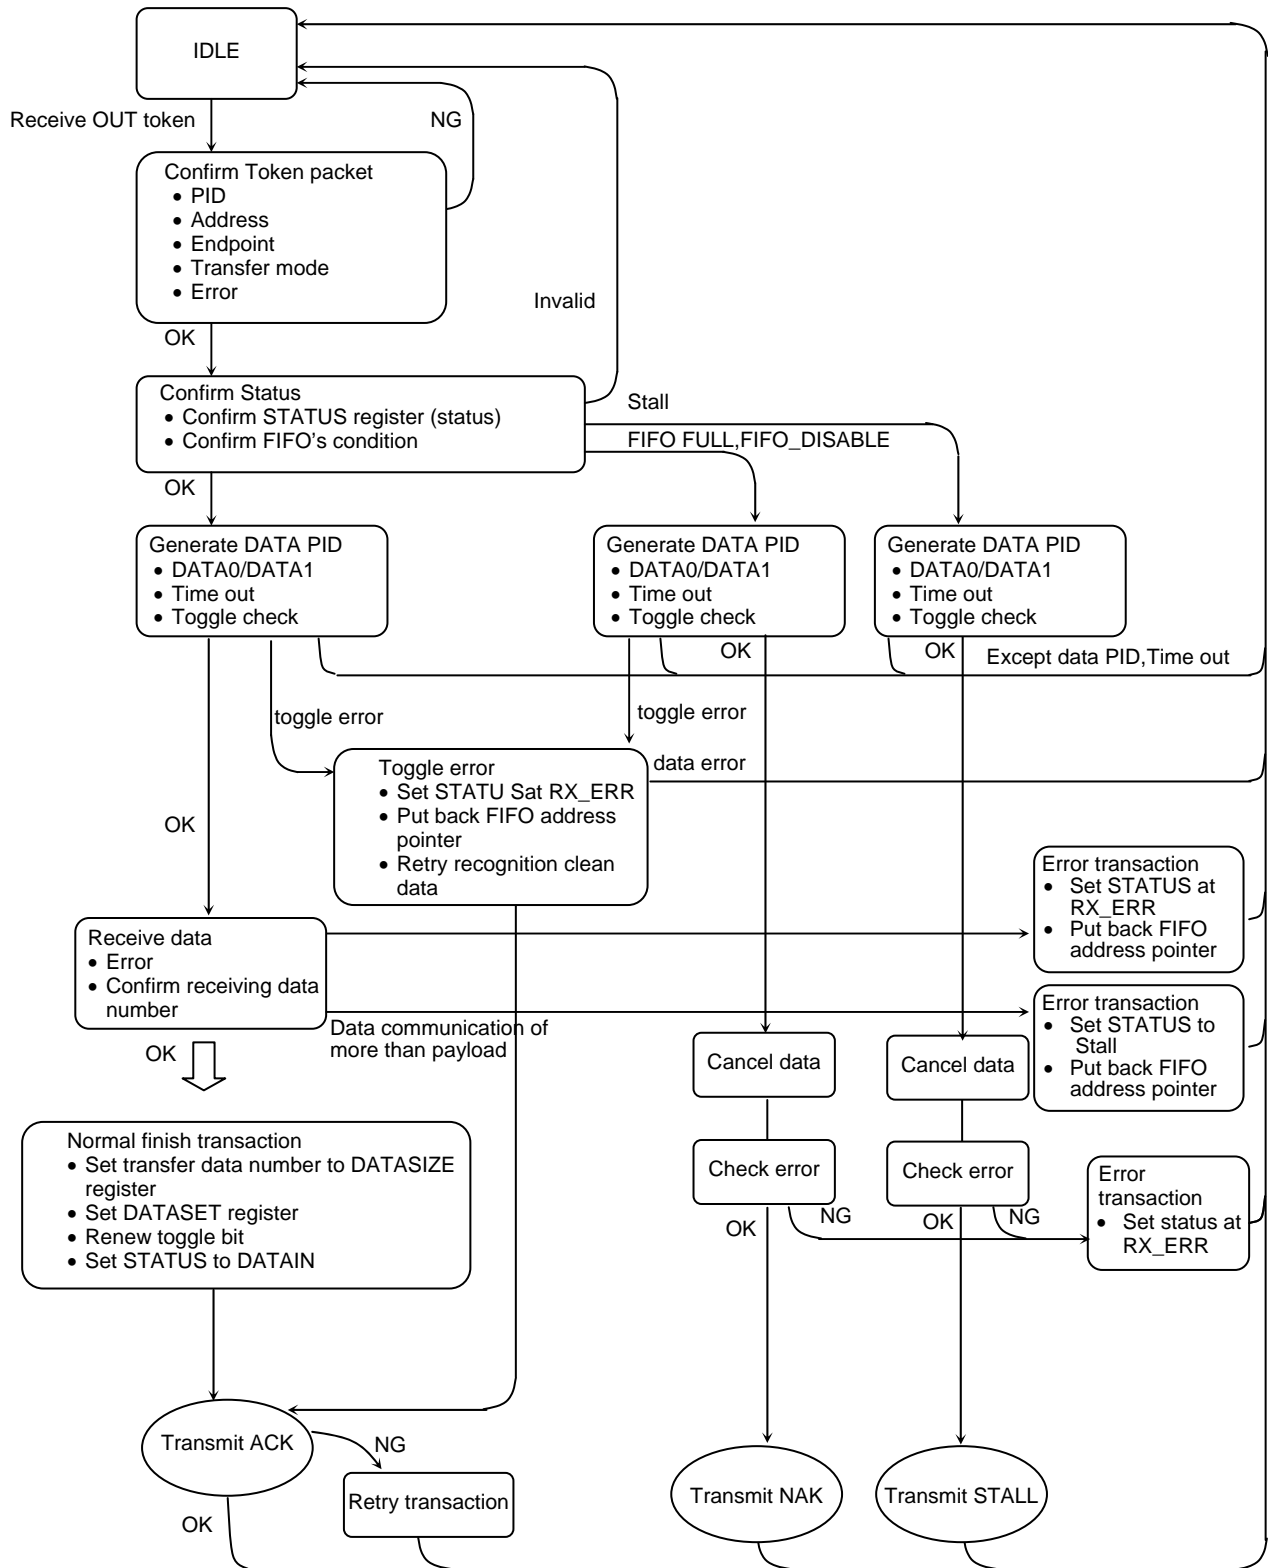 IDLE
Receive OUT token
NG
Confirm Token packet
• PID
• Address
• Endpoint
• Transfer mode
• Error
Invalid
OK
Confirm Status
• Confirm STATUS register (status)
• Confirm FIFO's condition
Stall
FIFO FULL,FIFO_DISABLE
OK
Generate DATA PID
• DATA0/DATA1
• Time out
• Toggle check
Generate DATA PID
• DATA0/DATA1
• Time out
• Toggle check
Generate DATA PID
• DATA0/DATA1
• Time out
• Toggle check
OK
OK
Except data PID,Time out
toggle error
toggle error
data error
Toggle error
• Set STATU Sat RX_ERR
• Put back FIFO address
pointer
• Retry recognition clean
data
OK
Error transaction
• Set STATUS at
RX_ERR
• Put back FIFO
address pointer
Receive data
• Error
• Confirm receiving data
number
Error transaction
• Set STATUS to
Stall
• Put back FIFO
address pointer
Data communication of
more than payload
OK
Cancel data
Cancel data
Normal finish transaction
• Set transfer data number to DATASIZE
register
• Set DATASET register
• Renew toggle bit
• Set STATUS to DATAIN
Check error
Check error
Error
transaction
• Set status at
RX_ERR
OK
NG
OK
NG
Transmit ACK
NG
Retry transaction
OK
Transmit NAK
Transmit STALL